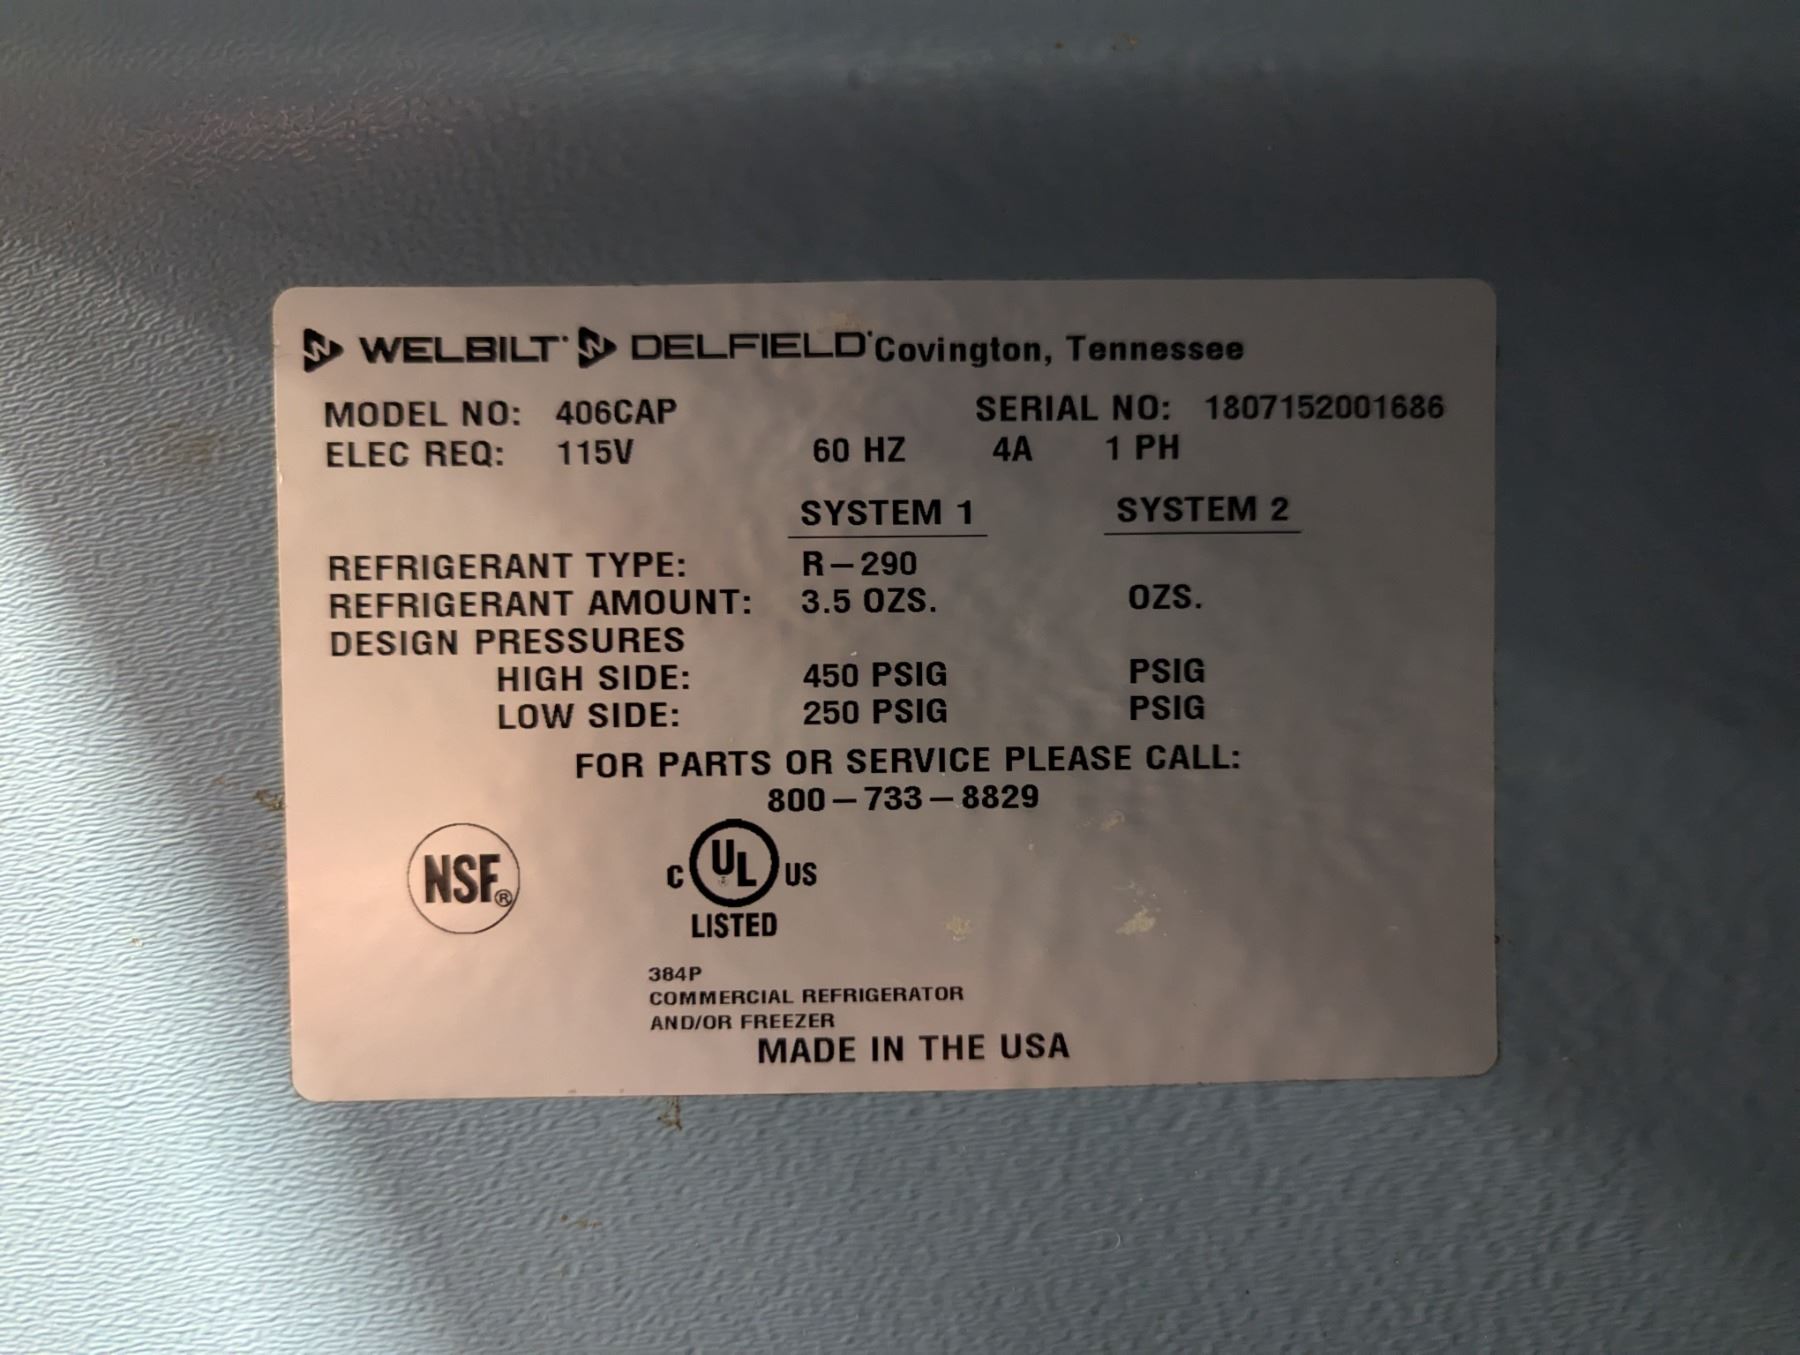 WELBILT DELFIELD Covington, Tennessee
MODEL NO: 406CAP SERIAL NO: 1807152001686
ELEC REQ: 115V 60 HZ 4A 1 PH
SYSTEM 1 SYSTEM 2
REFRIGERANT TYPE: R-290
REFRIGERANT AMOUNT: 3.5 OZS. OZS.
DESIGN PRESSURES
HIGH SIDE: 450 PSIG PSIG
LOW SIDE: 250 PSIG PSIG
FOR PARTS OR SERVICE PLEASE CALL:
800-733-8829
NSF®
C UL US
LISTED
384P
COMMERCIAL REFRIGERATOR
AND/OR FREEZER
MADE IN THE USA